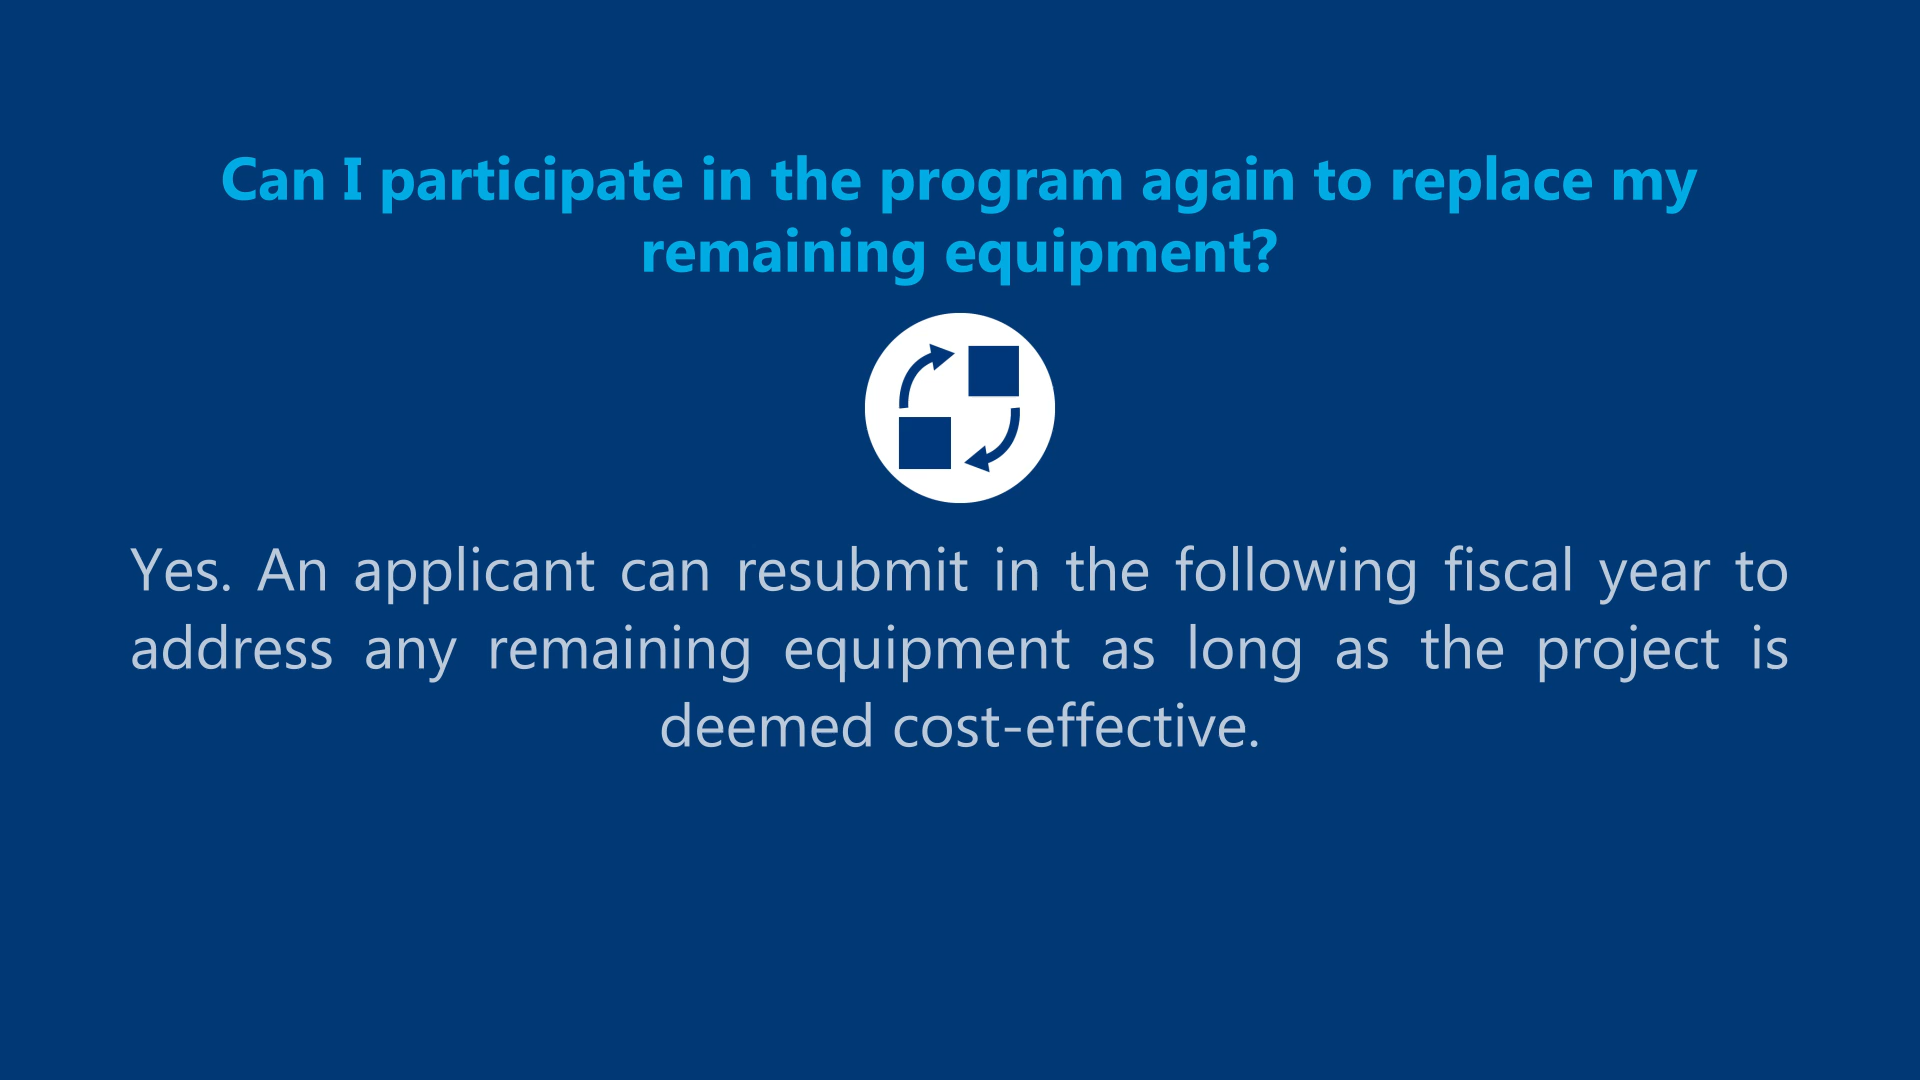 Can I participate in the program again to replace my
remaining equipment?
Yes. An applicant can resubmit in the following fiscal year to
address any remaining equipment as long as the project is
deemed cost-effective.